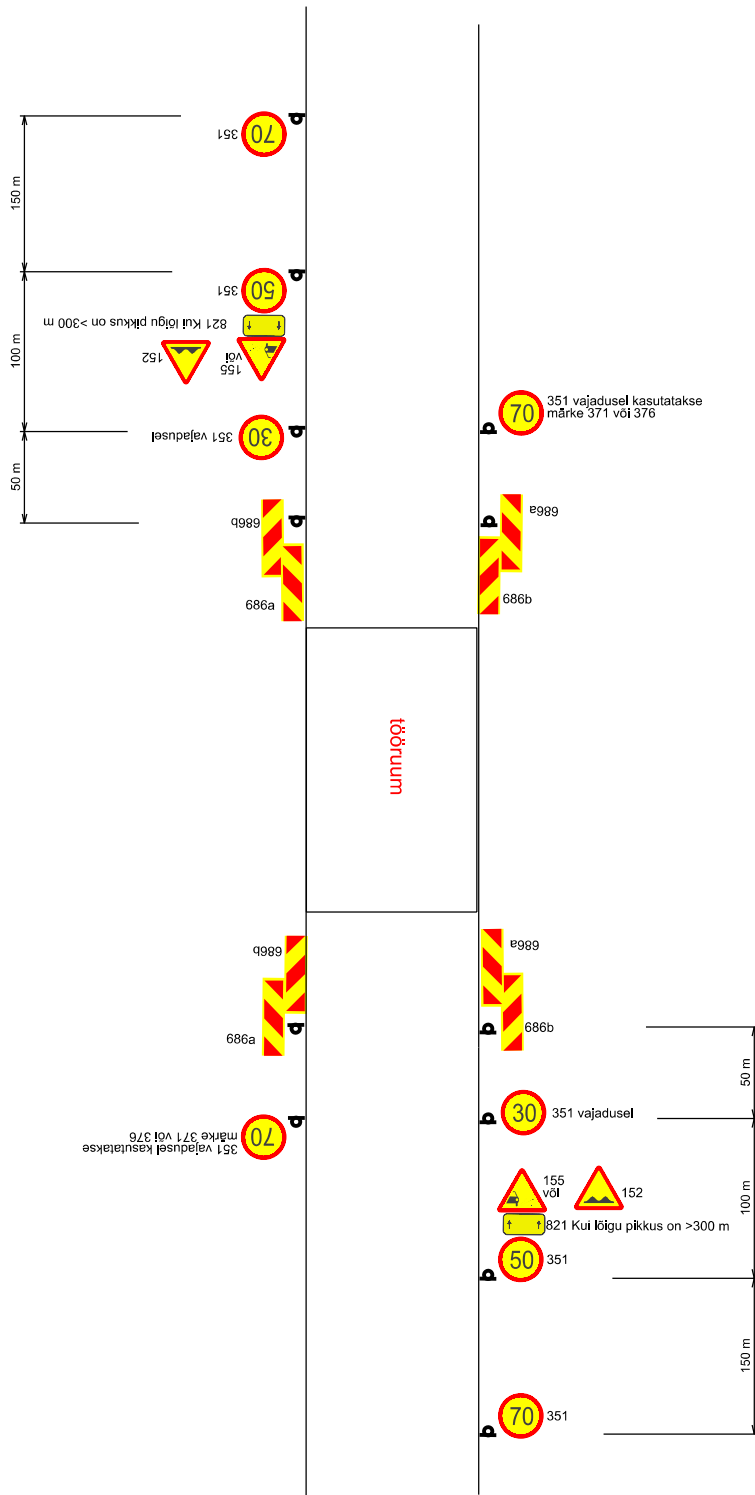 70
351
150 m
50
351
821 Kui lõigu pikkus on >300 m
155
või
152
100 m
30
351 vajadusel
70
351 vajadusel kasutatakse
märke 371 või 376
50 m
686b
686a
686a
686b
tööruum
686b
686a
686a
686b
50 m
70
351 vajadusel kasutatakse
märke 371 või 376
30
351 vajadusel
155
või
152
100 m
821 Kui lõigu pikkus on >300 m
50
351
150 m
70
351